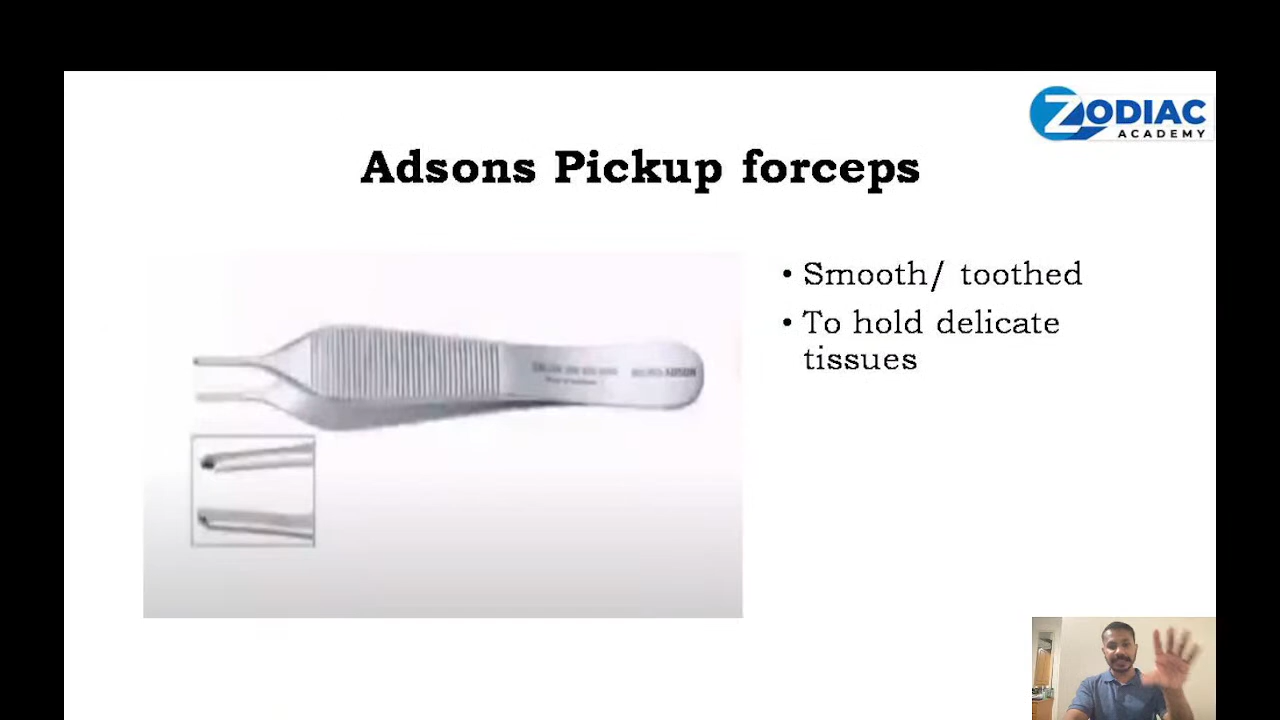 ZODIAC
ACADEMY
Adsons Pickup forceps
• Smooth/ toothed
• To hold delicate
tissues